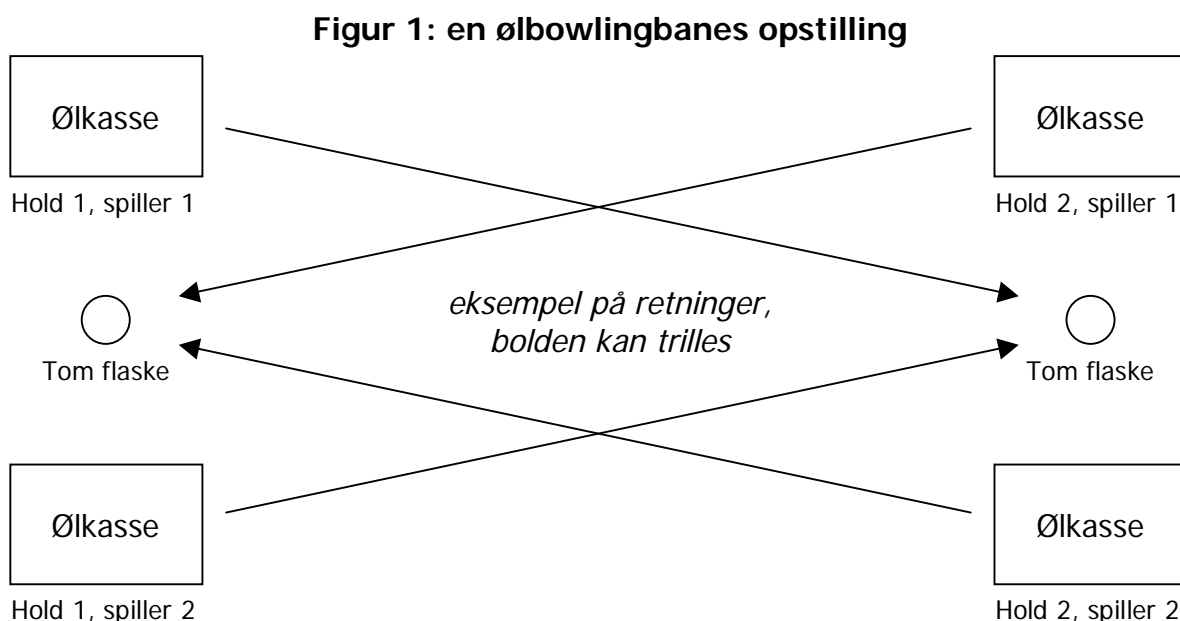 Figur 1: en ølbowlingbanes opstilling
Ølkasse
Ølkasse
Hold 1, spiller 1
Hold 2, spiller 1
eksempel på retninger,
bolden kan trilles
Tom flaske
Tom flaske
Ølkasse
Ølkasse
Hold 1, spiller 2
Hold 2, spiller 2